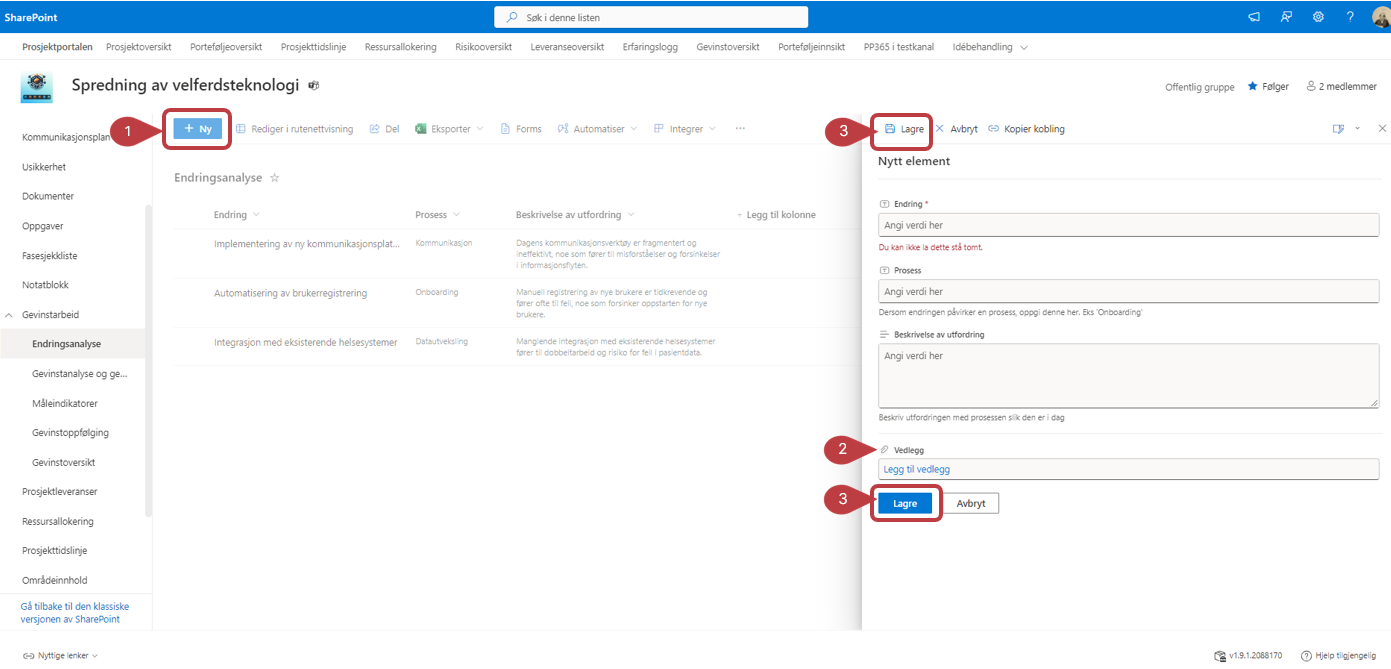 SharePoint
Søk i denne listen
Prosjektportalen Prosjektoversikt Porteføljeoversikt Prosjekttidslinje Ressursallokering Risikooversikt Leveranseoversikt Erfaringslogg Gevinstoversikt Porteføljeinnsikt PP365 i testkanal Idébehandling
Spredning av velferdsteknologi
Offentlig gruppe Følger 2 medlemmer
Kommunikasjonsplan
Usikkerhet
Dokumenter
Oppgaver
Fasesjekkliste
Notatblokk
Gevinstarbeid
Endringsanalyse
Gevinstanalyse og ge...
Måleindikatorer
Gevinstoppfølging
Gevinstoversikt
Prosjektleveranser
Ressursallokering
Prosjekttidslinje
Områdeinnhold
Gå tilbake til den klassiske
versjonen av SharePoint
1
+ Ny Rediger i rutenettvisning Del Eksporter Forms Automatiser Integrer ...
Endringsanalyse
Endring Prosess Beskrivelse av utfordring + Legg til kolonne
Implementering av ny kommunikasjonsplat... Kommunikasjon Dagens kommunikasjonsverktøy er fragmentert og
ineffektivt, noe som fører til misforståelser og forsinkelser
i informasjonsflyten.
Automatisering av brukerregistrering Onboarding Manuell registrering av nye brukere er tidkrevende og
fører ofte til feil, noe som forsinker oppstarten for nye
brukere.
Integrasjon med eksisterende helsesystemer Datautveksling Manglende integrasjon med eksisterende helsesystemer
fører til dobbeltarbeid og risiko for feil i pasientdata.
3
Lagre Avbryt Kopier kobling
Nytt element
Endring *
Angi verdi her
Du kan ikke la dette stå tomt.
Prosess
Angi verdi her
Dersom endringen påvirker en prosess, oppgi denne her. Eks 'Onboarding'
Beskrivelse av utfordring
Angi verdi her
Beskriv utfordringen med prosessen slik den er i dag
2
Vedlegg
Legg til vedlegg
3
Lagre Avbryt
Nyttige lenker
v1.9.1.2088170 Hjelp tilgjengelig